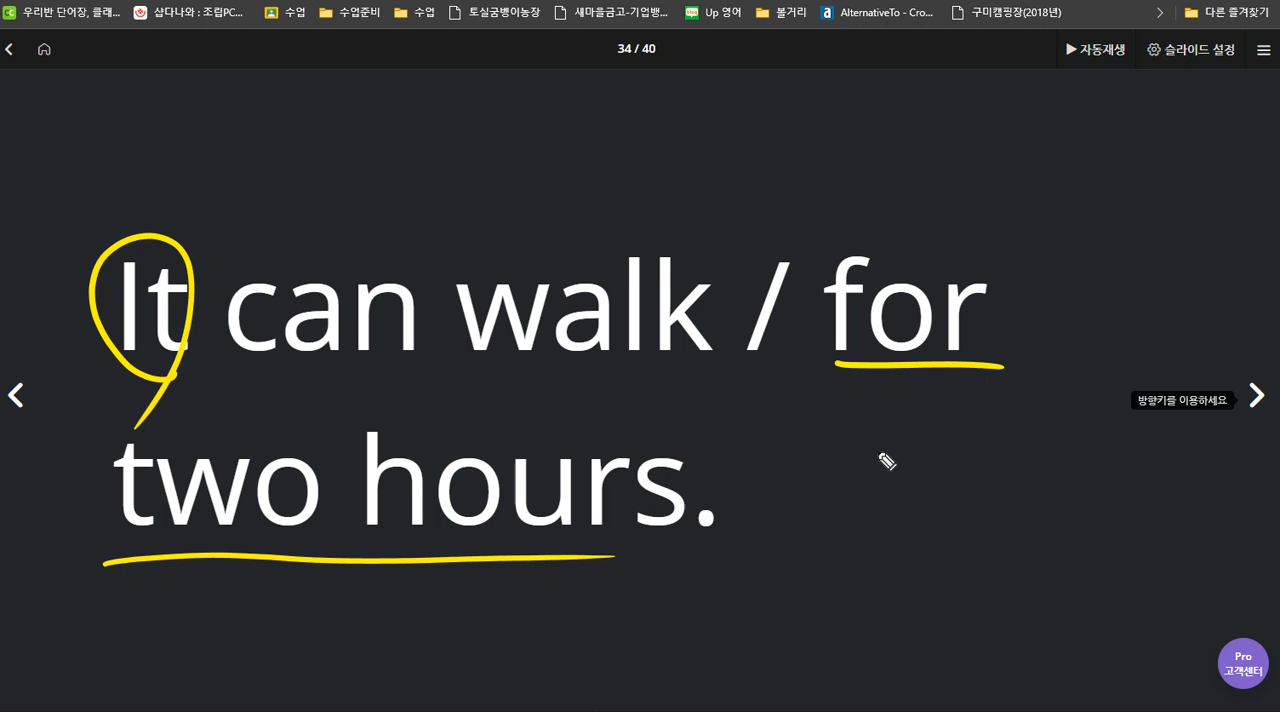 우리반 단어장, 클래... 샵다나와 : 조립PC... 수업 수업준비 수업 토실굼벵이농장 새마을금고-기업뱅... Up 영어 볼거리 AlternativeTo - Cro... 구미캠핑장(2018년) 다른 즐겨찾기
34 / 40 자동재생 슬라이드 설정
It can walk / for
방향키를 이용하세요
two hours.
Pro
고객센터